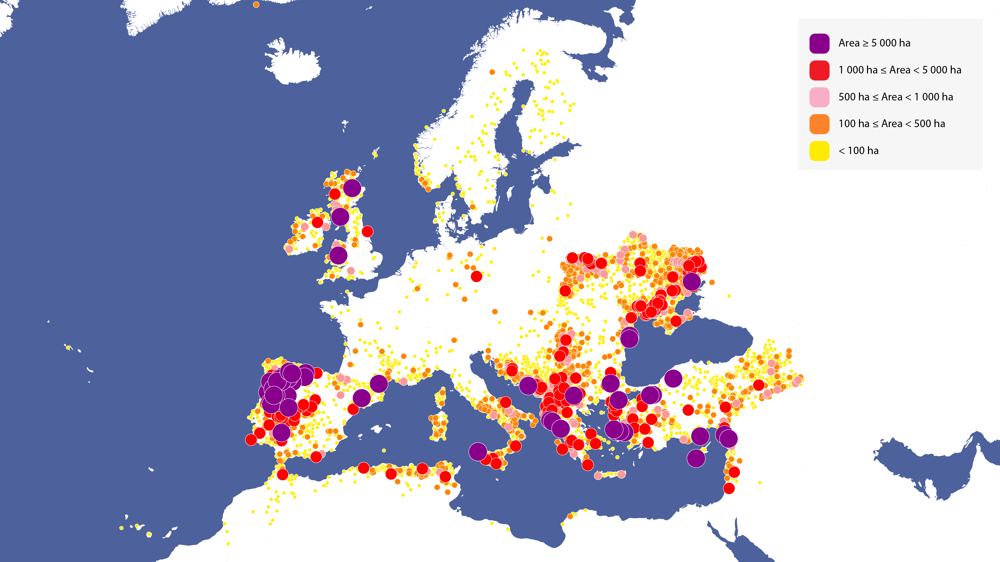 Area ≥ 5 000 ha
1 000 ha ≤ Area < 5 000 ha
500 ha ≤ Area < 1 000 ha
100 ha ≤ Area < 500 ha
< 100 ha